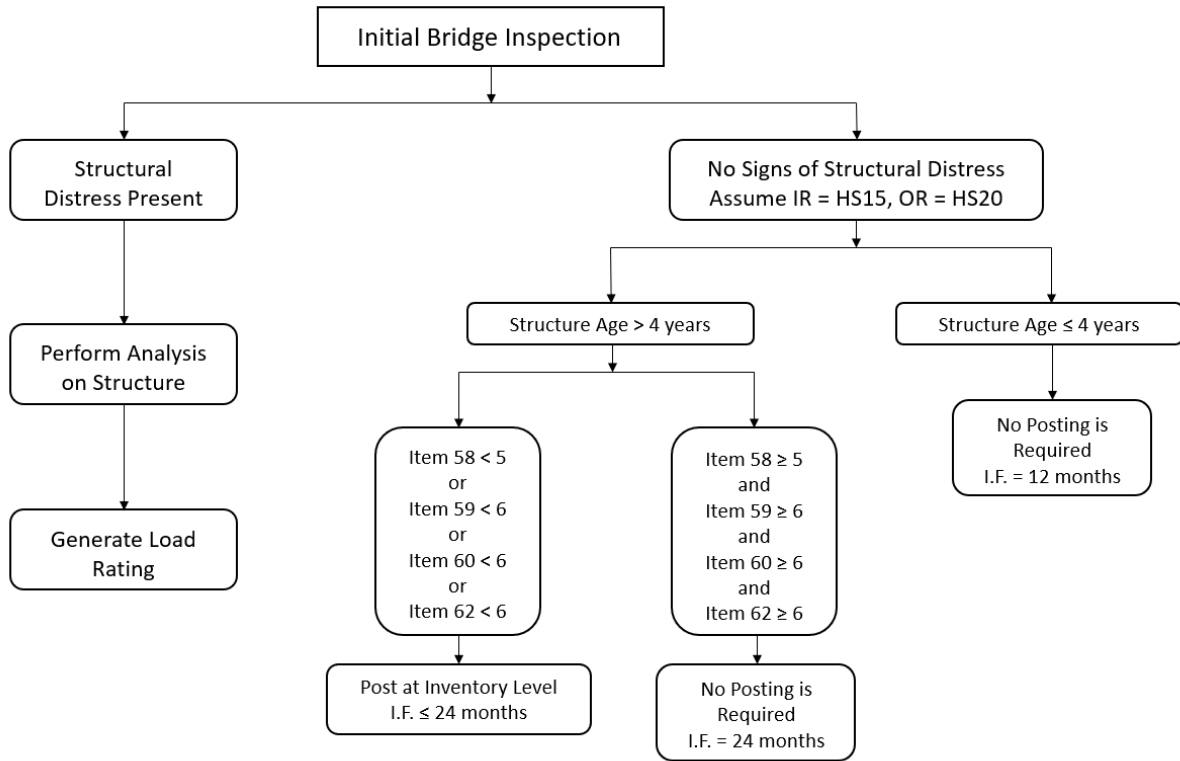 Initial Bridge Inspection
Structural
Distress Present
No Signs of Structural Distress
Assume IR = HS15, OR = HS20
Structure Age > 4 years
Structure Age ≤ 4 years
Perform Analysis
on Structure
No Posting is
Required
I.F. = 12 months
Item 58 < 5
or
Item 59 < 6
or
Item 60 < 6
or
Item 62 < 6
Item 58 ≥ 5
and
Item 59 ≥ 6
and
Item 60 ≥ 6
and
Item 62 ≥ 6
Generate Load
Rating
Post at Inventory Level
I.F. ≤ 24 months
No Posting is
Required
I.F. = 24 months